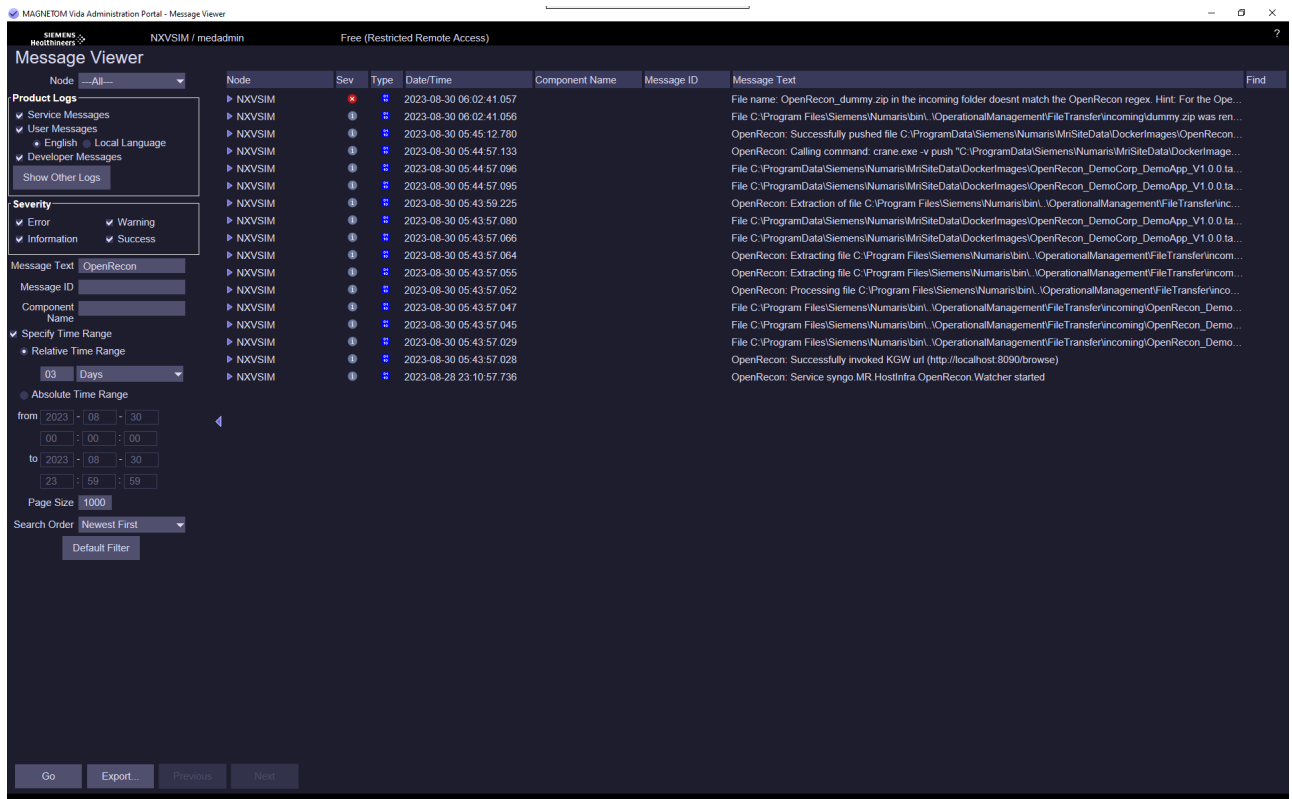 MAGNETOM Vida Administration Portal - Message Viewer
SIEMENS
Healthineers
NXVSIM / medadmin
Free (Restricted Remote Access)
?
Message Viewer
Node ---All---
Product Logs
Service Messages
User Messages
English Local Language
Developer Messages
Show Other Logs
Severity
Error Warning
Information Success
Message Text OpenRecon
Message ID
Component
Name
Specify Time Range
Relative Time Range
03 Days
Absolute Time Range
from 2023 - 08 - 30
00 : 00 : 00
to 2023 - 08 - 30
23 : 59 : 59
Page Size 1000
Search Order Newest First
Default Filter
Node Sev Type Date/Time Component Name Message ID Message Text Find
NXVSIM 2023-08-30 06:02:41.057 File name: OpenRecon_dummy.zip in the incoming folder doesnt match the OpenRecon regex. Hint: For the Ope...
NXVSIM 2023-08-30 06:02:41.056 File C:\Program Files\Siemens\Numaris\bin\..\OperationalManagement\FileTransfer\incoming\dummy.zip was ren...
NXVSIM 2023-08-30 05:45:12.780 OpenRecon: Successfully pushed file C:\ProgramData\Siemens\Numaris\MriSiteData\DockerImages\OpenRecon...
NXVSIM 2023-08-30 05:44:57.133 OpenRecon: Calling command: crane.exe -v push "C:\ProgramData\Siemens\Numaris\MriSiteData\DockerImage...
NXVSIM 2023-08-30 05:44:57.096 File C:\ProgramData\Siemens\Numaris\MriSiteData\DockerImages\OpenRecon_DemoCorp_DemoApp_V1.0.0.ta...
NXVSIM 2023-08-30 05:44:57.095 File C:\ProgramData\Siemens\Numaris\MriSiteData\DockerImages\OpenRecon_DemoCorp_DemoApp_V1.0.0.ta...
NXVSIM 2023-08-30 05:43:59.225 OpenRecon: Extraction of file C:\Program Files\Siemens\Numaris\bin\..\OperationalManagement\FileTransfer\inc...
NXVSIM 2023-08-30 05:43:57.080 File C:\ProgramData\Siemens\Numaris\MriSiteData\DockerImages\OpenRecon_DemoCorp_DemoApp_V1.0.0.ta...
NXVSIM 2023-08-30 05:43:57.066 File C:\ProgramData\Siemens\Numaris\MriSiteData\DockerImages\OpenRecon_DemoCorp_DemoApp_V1.0.0.ta...
NXVSIM 2023-08-30 05:43:57.064 OpenRecon: Extracting file C:\Program Files\Siemens\Numaris\bin\..\OperationalManagement\FileTransfer\incom...
NXVSIM 2023-08-30 05:43:57.055 OpenRecon: Extracting file C:\Program Files\Siemens\Numaris\bin\..\OperationalManagement\FileTransfer\incom...
NXVSIM 2023-08-30 05:43:57.052 OpenRecon: Processing file C:\Program Files\Siemens\Numaris\bin\..\OperationalManagement\FileTransfer\inco...
NXVSIM 2023-08-30 05:43:57.047 File C:\Program Files\Siemens\Numaris\bin\..\OperationalManagement\FileTransfer\incoming\OpenRecon_Demo...
NXVSIM 2023-08-30 05:43:57.045 File C:\Program Files\Siemens\Numaris\bin\..\OperationalManagement\FileTransfer\incoming\OpenRecon_Demo...
NXVSIM 2023-08-30 05:43:57.029 File C:\Program Files\Siemens\Numaris\bin\..\OperationalManagement\FileTransfer\incoming\OpenRecon_Demo...
NXVSIM 2023-08-30 05:43:57.028 OpenRecon: Successfully invoked KGW url (http://localhost:8090/browse)
NXVSIM 2023-08-28 23:10:57.736 OpenRecon: Service syngo.MR.HostInfra.OpenRecon.Watcher started
Go Export... Previous Next